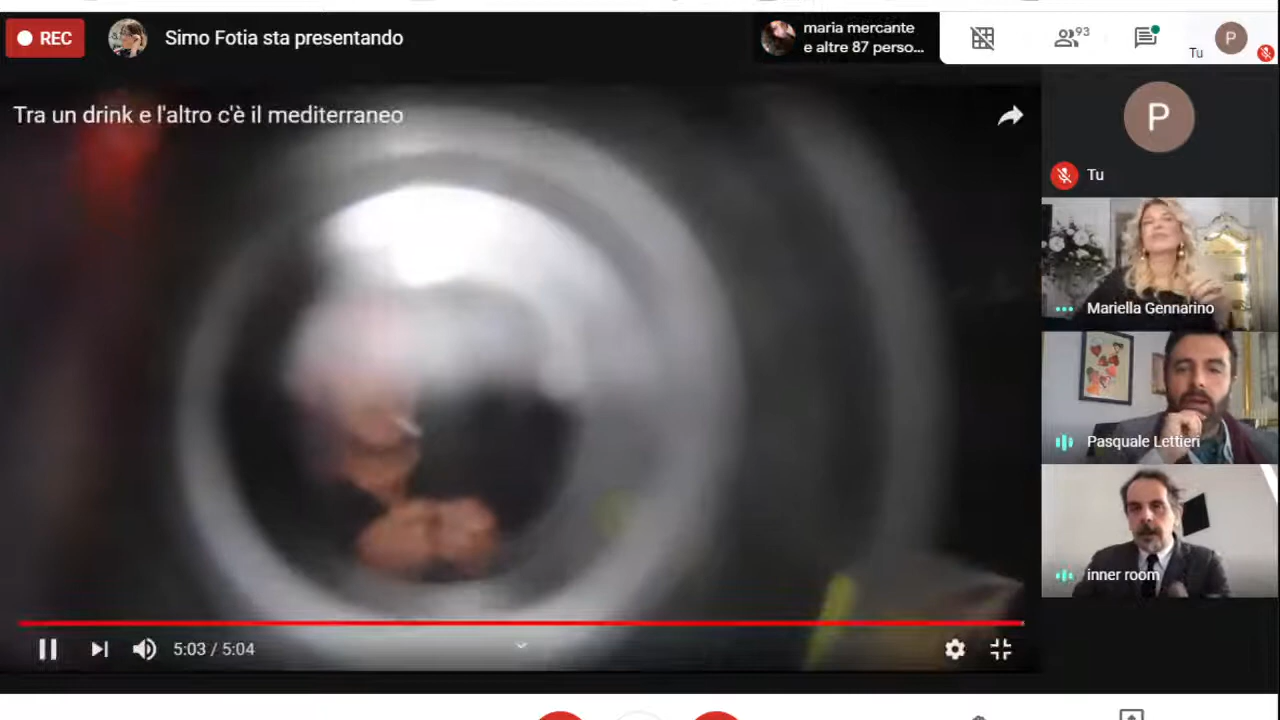 REC
Simo Fotia sta presentando
maria mercante
e altre 87 perso...
93
Tu
P
Tra un drink e l'altro c'è il mediterraneo
P
Tu
Mariella Gennarino
Pasquale Lettieri
inner room
5:03 / 5:04